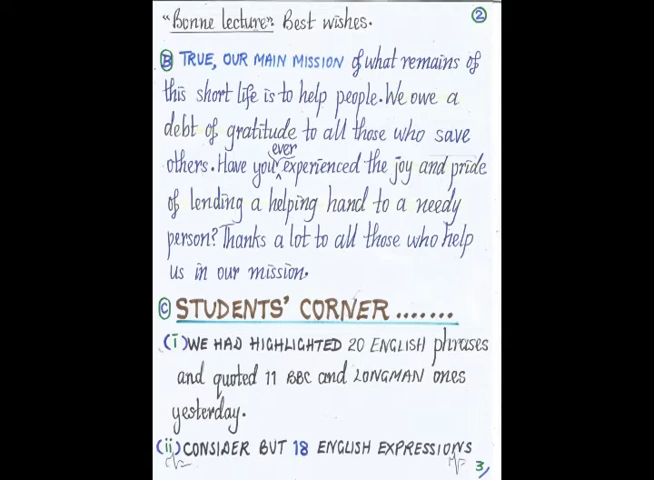 "Bonne lecture". Best wishes. 2
B TRUE, OUR MAIN MISSION of what remains of
this short life is to help people. We owe a
debt of gratitude to all those who save
others. Have you ever experienced the joy and pride
of lending a helping hand to a needy
person? Thanks a lot to all those who help
us in our mission.
C STUDENTS' CORNER .......
(i) WE HAD HIGHLIGHTED 20 ENGLISH phrases
and quoted 11 BBC and LONGMAN ones
yesterday.
(ii) CONSIDER BUT 18 ENGLISH EXPRESSIONS
3/